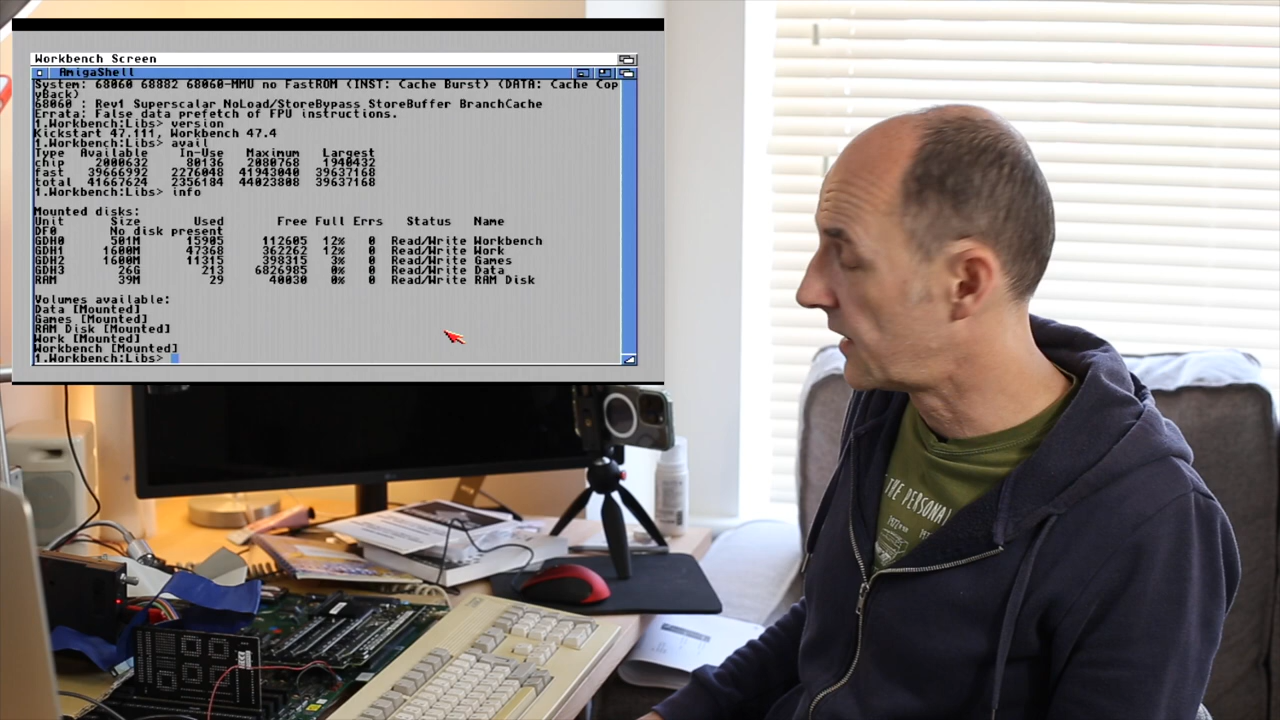 Workbench Screen
AmigaShell
System: 68060 68882 68060-MMU no FastROM (INST: Cache Burst) (DATA: Cache Cop
yBack)
68060 : Rev1 Superscalar NoLoad/StoreBypass StoreBuffer BranchCache
Errata: False data prefetch of FPU instructions.
1.Workbench:Libs> version
Kickstart 47.111, Workbench 47.4
1.Workbench:Libs> avail
Type Available In-Use Maximum Largest
chip 2000632 80136 2080768 1940432
fast 39666992 2276048 41943040 39637168
total 41667624 2356184 44023808 39637168
1.Workbench:Libs> info
Mounted disks:
Unit Size Used Free Full Errs Status Name
DF0 No disk present
GDH0 501M 15905 112605 12% 0 Read/Write Workbench
GDH1 1600M 47368 362262 12% 0 Read/Write Work
GDH2 1600M 11315 398315 3% 0 Read/Write Games
GDH3 26G 213 6826985 0% 0 Read/Write Data
RAM 39M 29 40030 0% 0 Read/Write RAM Disk
Volumes available:
Data [Mounted]
Games [Mounted]
RAM Disk [Mounted]
Work [Mounted]
Workbench [Mounted]
1.Workbench:Libs>
THE PERSONAL